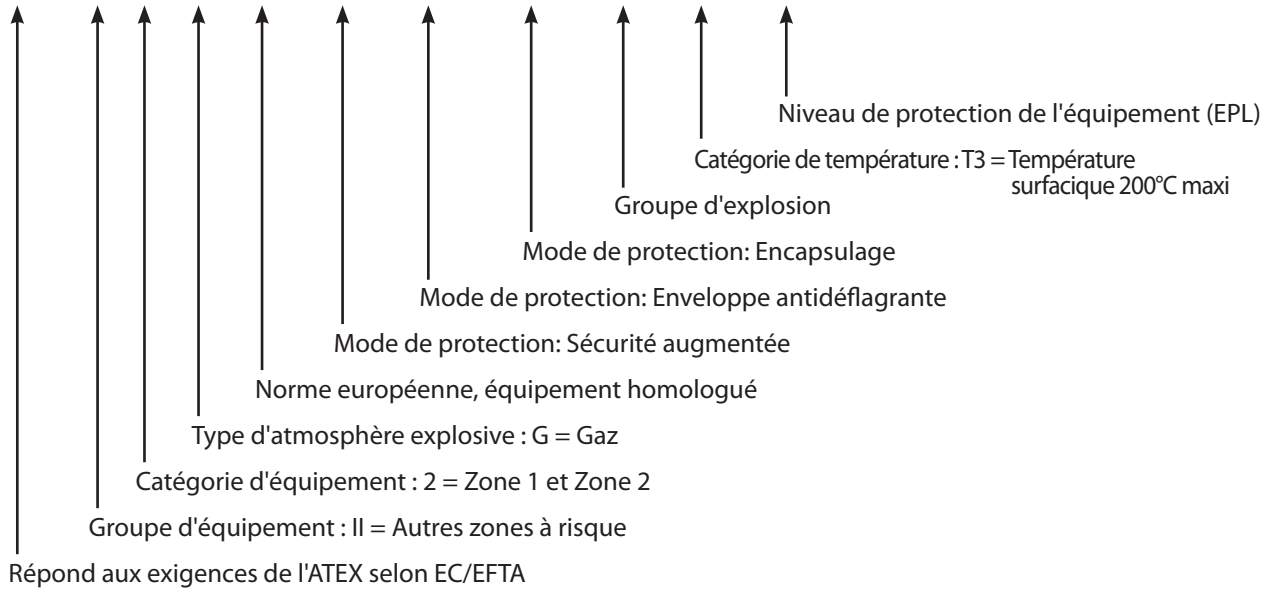 Niveau de protection de l'équipement (EPL)
Catégorie de température : T3 = Température
surfacique 200°C maxi
Groupe d'explosion
Mode de protection: Encapsulage
Mode de protection: Enveloppe antidéflagrante
Mode de protection: Sécurité augmentée
Norme européenne, équipement homologué
Type d'atmosphère explosive : G = Gaz
Catégorie d'équipement : 2 = Zone 1 et Zone 2
Groupe d'équipement : II = Autres zones à risque
Répond aux exigences de l'ATEX selon EC/EFTA